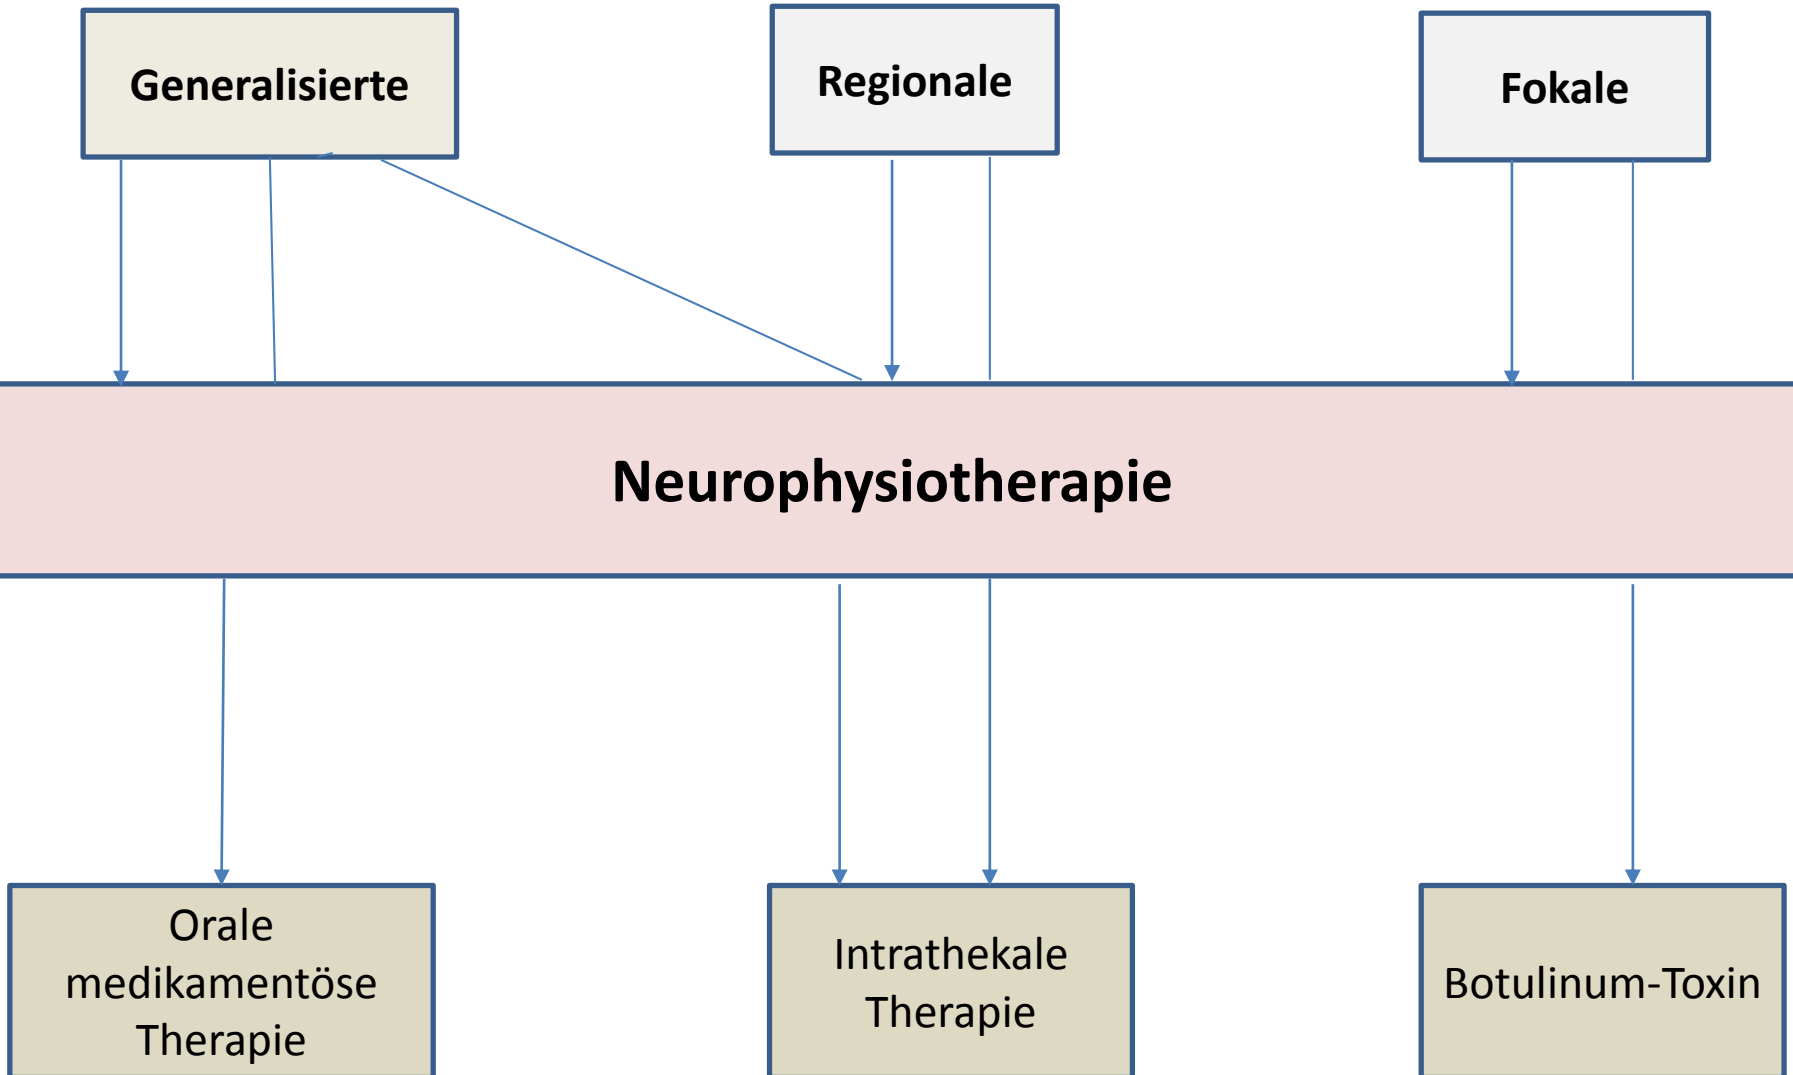 Generalisierte
Regionale
Fokale
Neurophysiotherapie
Orale
medikamentöse
Therapie
Intrathekale
Therapie
Botulinum-Toxin